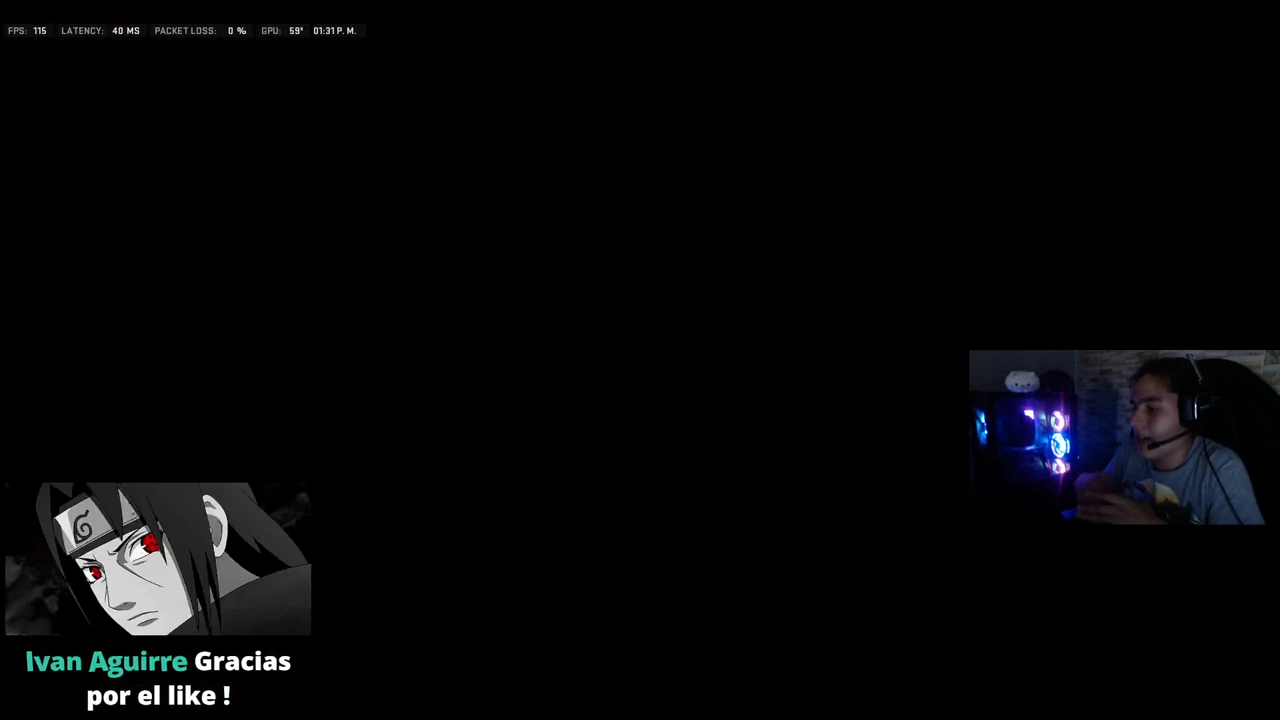 FPS: 115 LATENCY: 40 MS PACKET LOSS: 0 % GPU: 59° 01:31 P. M.
Ivan Aguirre Gracias
por el like !